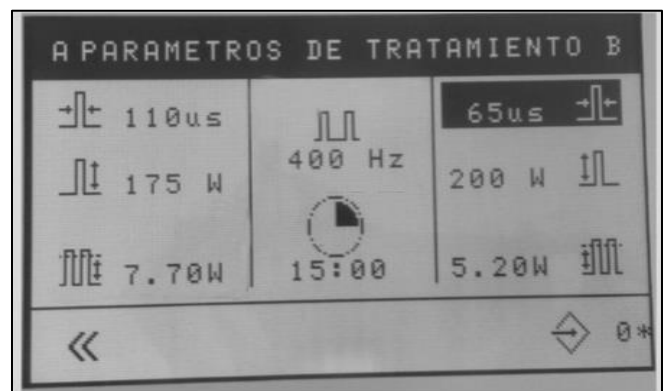 A PARAMETROS DE TRATAMIENTO B
110us
400 Hz
65us
175 W
200 W
7.70W
15:00
5.20W
0*